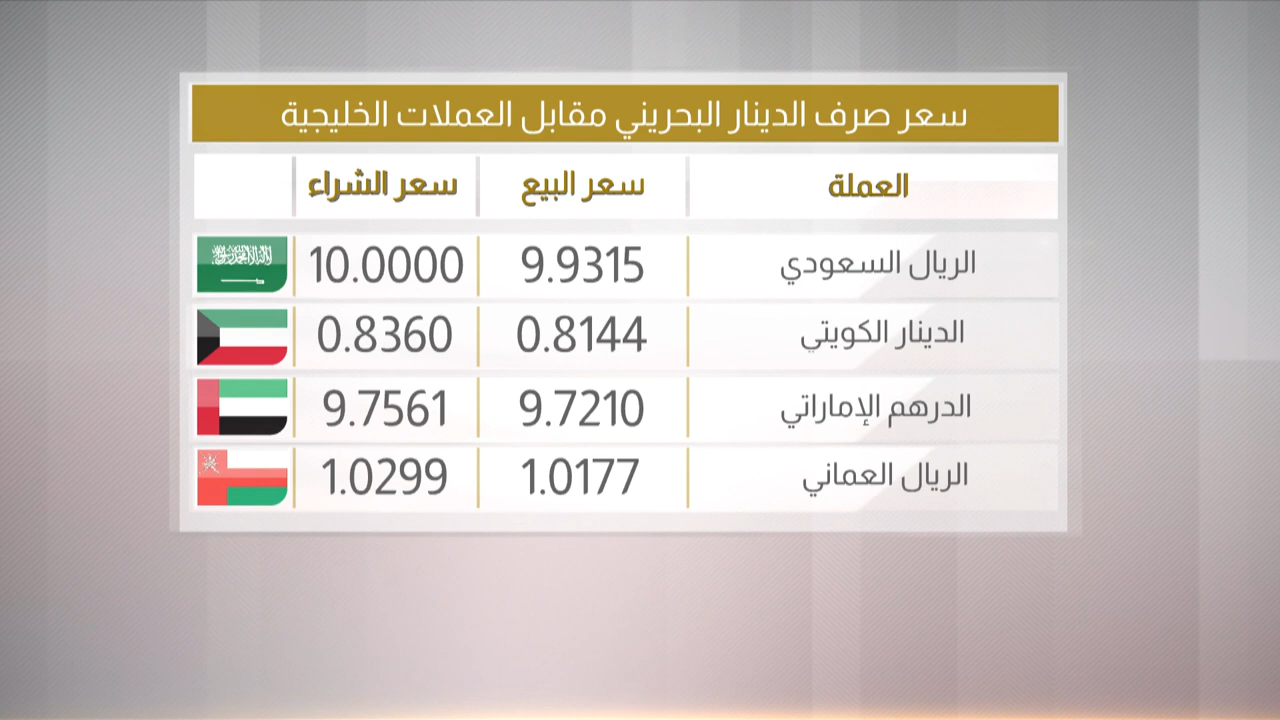 سعر صرف الدينار البحريني مقابل العملات الخليجية
العملة سعر البيع سعر الشراء
الريال السعودي 9.9315 10.0000
الدينار الكويتي 0.8144 0.8360
الدرهم الإماراتي 9.7210 9.7561
الريال العماني 1.0177 1.0299